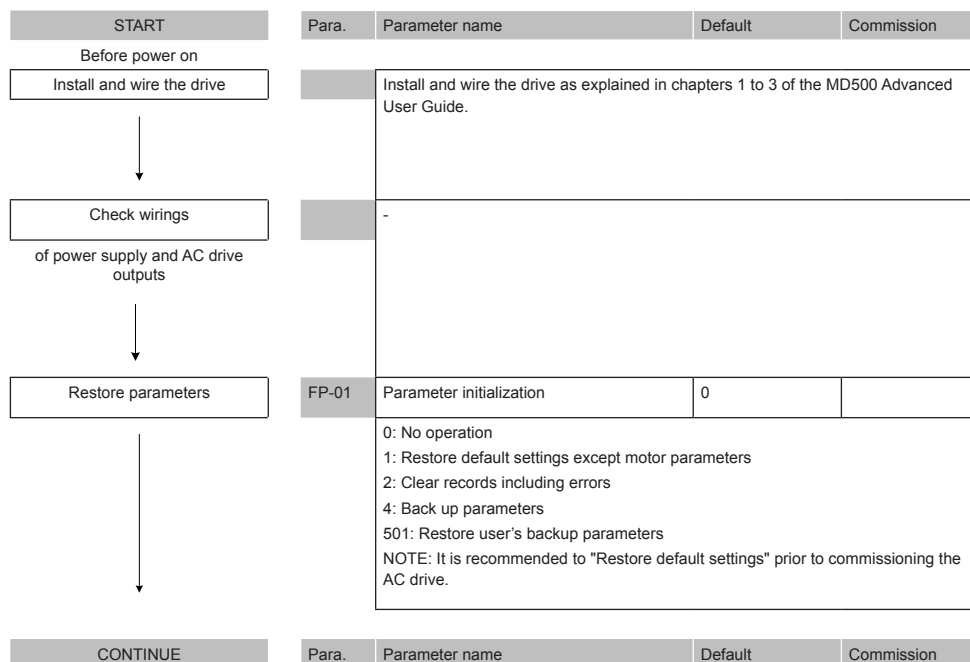 START Para. Parameter name Default Commission
Before power on
Install and wire the drive
Install and wire the drive as explained in chapters 1 to 3 of the MD500 Advanced
User Guide.
Check wirings -
of power supply and AC drive
outputs
Restore parameters FP-01 Parameter initialization 0
0: No operation
1: Restore default settings except motor parameters
2: Clear records including errors
4: Back up parameters
501: Restore user’s backup parameters
NOTE: It is recommended to "Restore default settings" prior to commissioning the
AC drive.
CONTINUE Para. Parameter name Default Commission